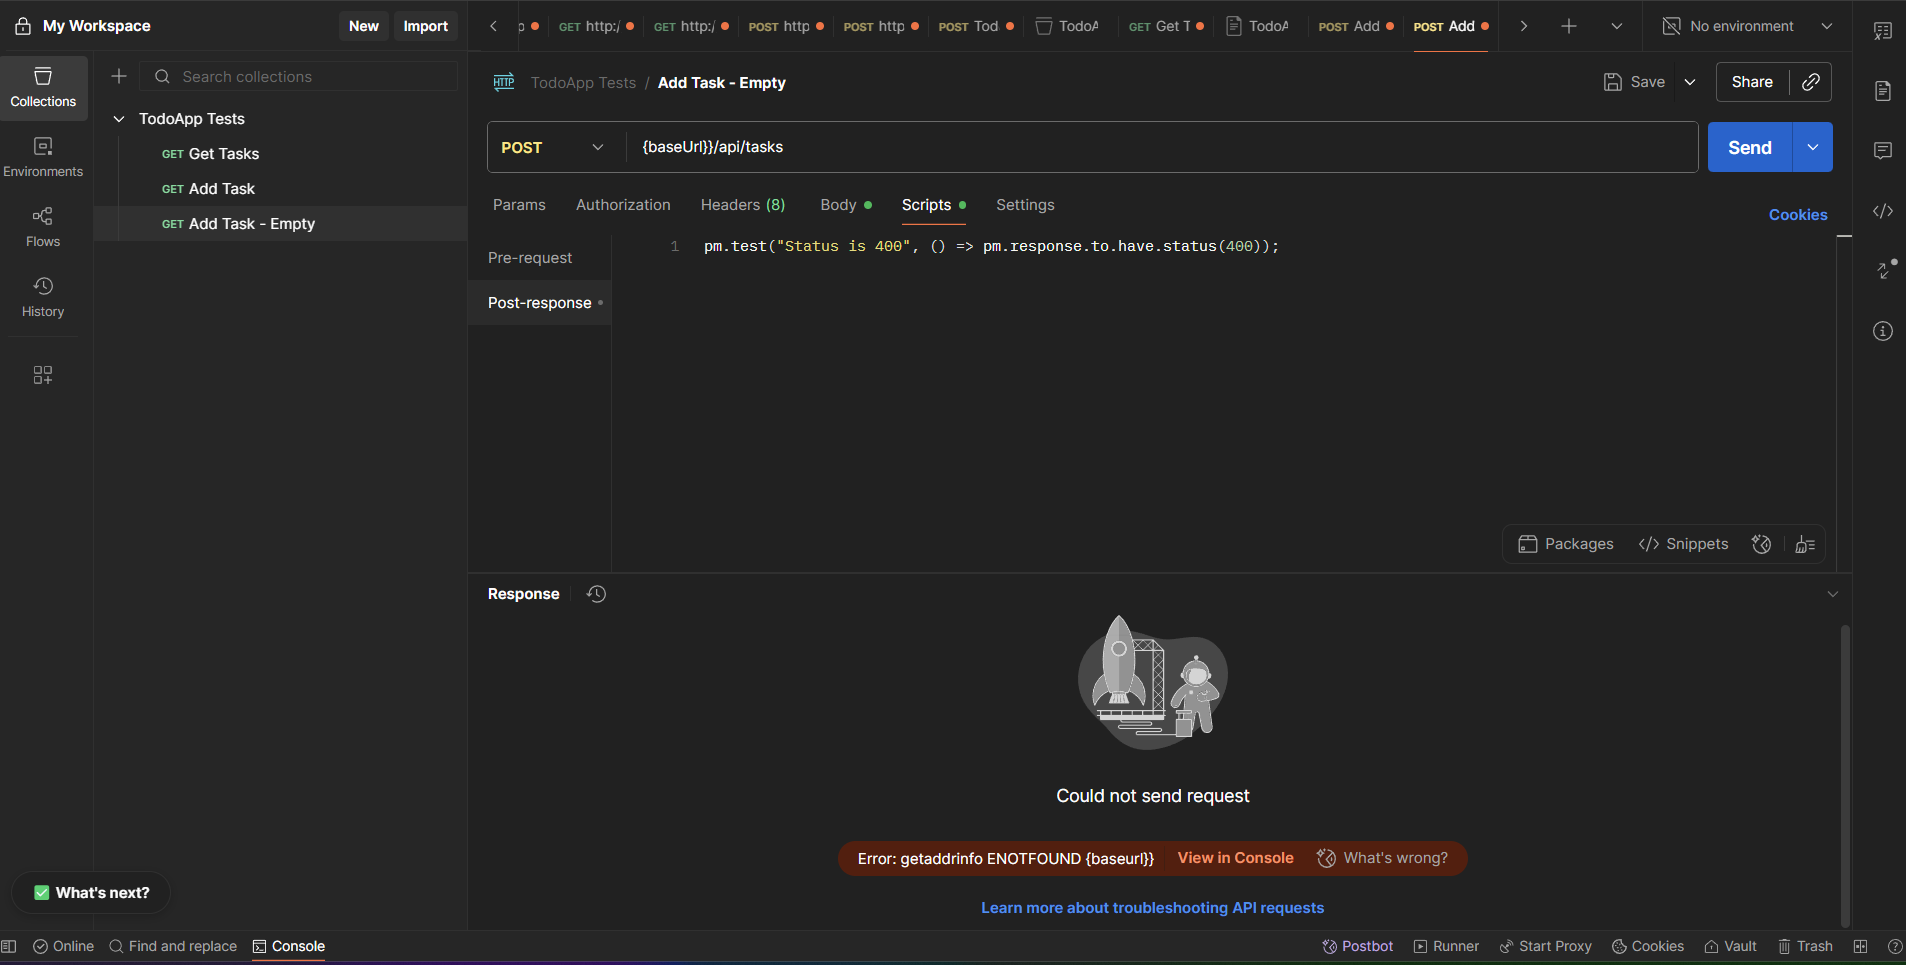 My Workspace
New
Import
p
GET http:/
GET http:/
POST http
POST http
POST Tod
TodoA
GET Get T
TodoA
POST Add
POST Add
No environment
Collections
Environments
Flows
History
Search collections
TodoApp Tests
GET Get Tasks
GET Add Task
GET Add Task - Empty
HTTP
TodoApp Tests / Add Task - Empty
Save
Share
POST
{baseUrl}}/api/tasks
Send
Params
Authorization
Headers (8)
Body
Scripts
Settings
Cookies
Pre-request
Post-response
1 pm.test("Status is 400", () => pm.response.to.have.status(400));
Packages
</> Snippets
Response
Could not send request
Error: getaddrinfo ENOTFOUND {baseurl}}
View in Console
What's wrong?
Learn more about troubleshooting API requests
What's next?
Online
Find and replace
Console
Postbot
Runner
Start Proxy
Cookies
Vault
Trash